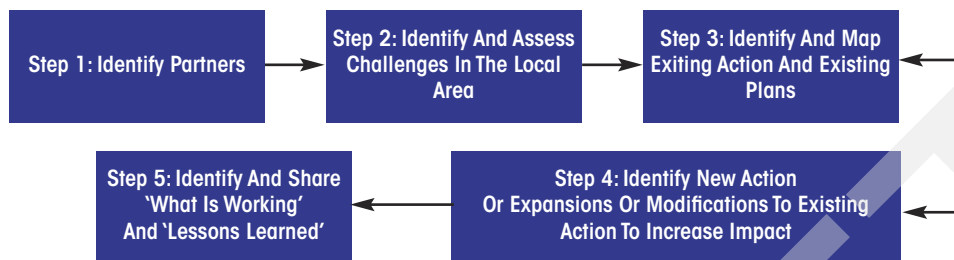 Step 1: Identify Partners
Step 2: Identify And Assess
Challenges In The Local
Area
Step 3: Identify And Map
Exiting Action And Existing
Plans
Step 5: Identify And Share
‘What Is Working’
And ‘Lessons Learned’
Step 4: Identify New Action
Or Expansions Or Modifications To Existing
Action To Increase Impact